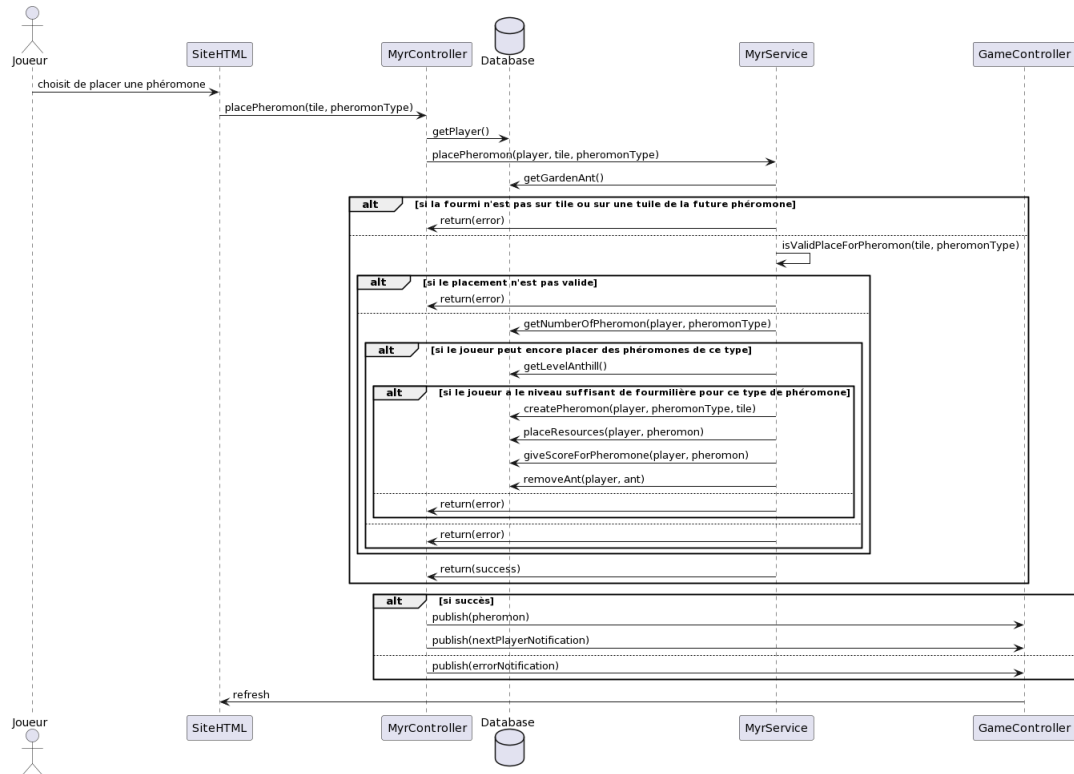 Joueur
SiteHTML
MyrController
Database
MyrService
GameController
choisit de placer une phéromone
placePheromon(tile, pheromonType)
getPlayer()
placePheromon(player, tile, pheromonType)
getGardenAnt()
alt [si la fourmi n'est pas sur tile ou sur une tuile de la future phéromone]
return(error)
isValidPlaceForPheromon(tile, pheromonType)
alt [si le placement n'est pas valide]
return(error)
getNumberOfPheromon(player, pheromonType)
alt [si le joueur peut encore placer des phéromones de ce type]
getLevelAnthill()
alt [si le joueur a le niveau suffisant de fourmilière pour ce type de phéromone]
createPheromon(player, pheromonType, tile)
placeResources(player, pheromon)
giveScoreForPheromone(player, pheromon)
removeAnt(player, ant)
return(error)
return(error)
return(success)
alt [si succès]
publish(pheromon)
publish(nextPlayerNotification)
publish(errorNotification)
refresh
Joueur
SiteHTML
MyrController
Database
MyrService
GameController